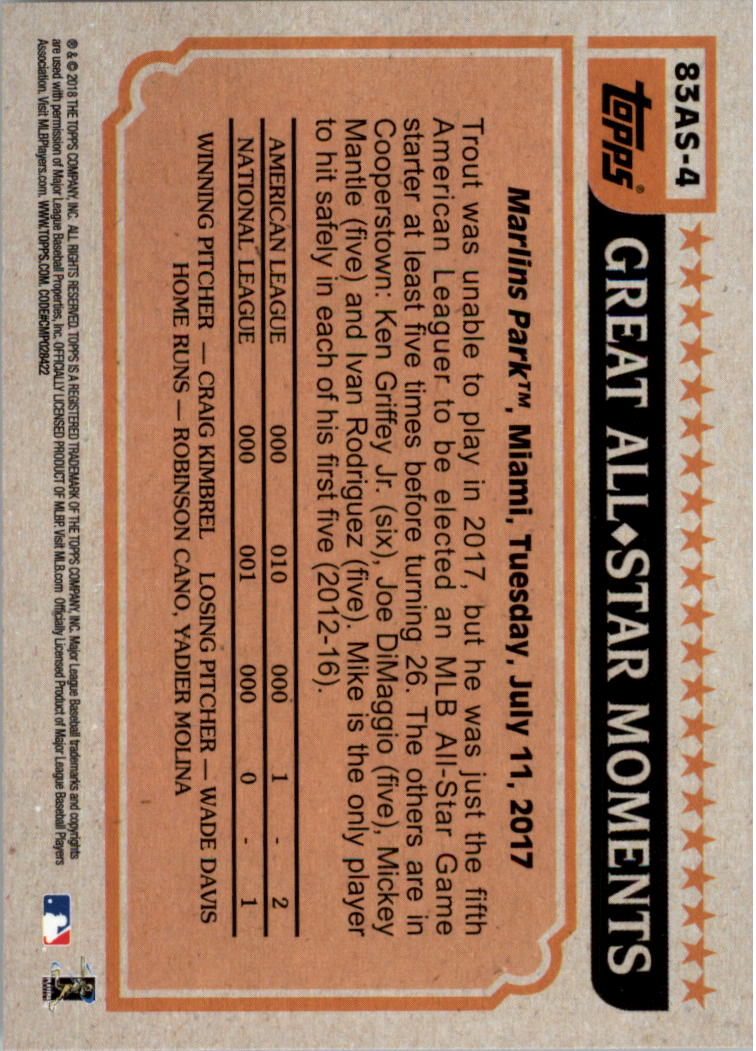 83AS-4
topps®
GREAT ALL♦STAR MOMENTS
Marlins Park™, Miami, Tuesday, July 11, 2017
Trout was unable to play in 2017, but he was just the fifth
American Leaguer to be elected an MLB All-Star Game
starter at least five times before turning 26. The others are in
Cooperstown: Ken Griffey Jr. (six), Joe DiMaggio (five), Mickey
Mantle (five) and Ivan Rodriguez (five). Mike is the only player
to hit safely in each of his first five (2012-16).
AMERICAN LEAGUE 000 010 000 1 - 2
NATIONAL LEAGUE 000 001 000 0 - 1
WINNING PITCHER — CRAIG KIMBREL LOSING PITCHER — WADE DAVIS
HOME RUNS — ROBINSON CANO, YADIER MOLINA
® & © 2018 THE TOPPS COMPANY, INC. ALL RIGHTS RESERVED. TOPPS IS A REGISTERED TRADEMARK OF THE TOPPS COMPANY, INC. Major League Baseball trademarks and copyrights
are used with permission of Major League Baseball Properties, Inc. OFFICIALLY LICENSED PRODUCT OF MLBP. Visit MLB.com Officially Licensed Product of Major League Baseball Players
Association. Visit MLBPlayers.com. WWW.TOPPS.COM. CODE#CMP028422